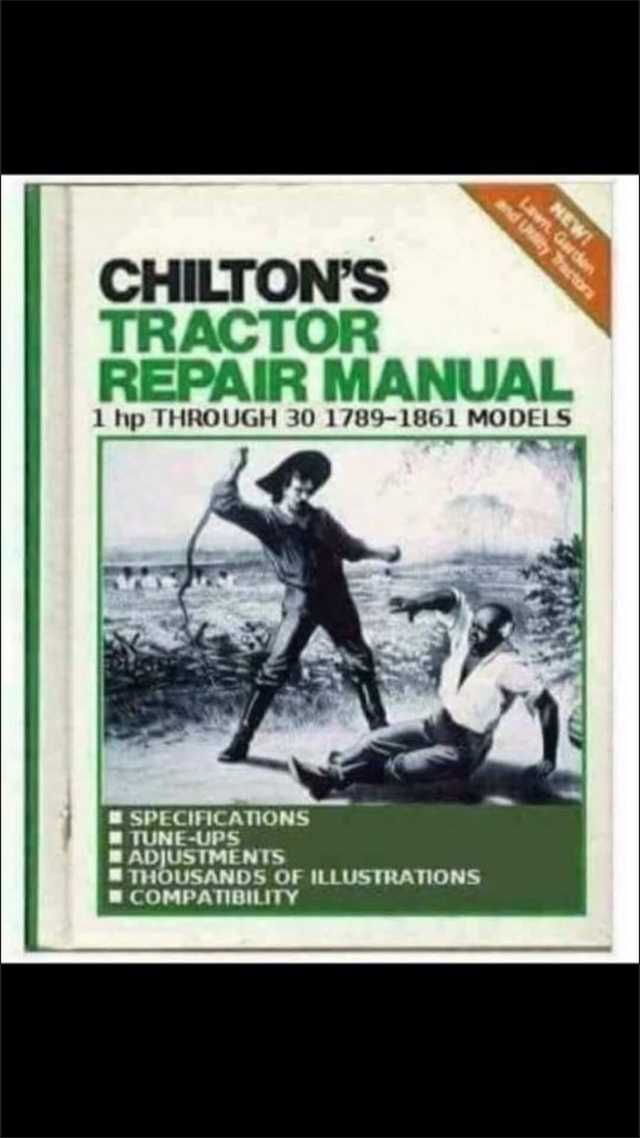 NEW!
Lawn, Garden
and Utility Tractors
CHILTON'S
TRACTOR
REPAIR MANUAL
1 hp THROUGH 30 1789-1861 MODELS
■ SPECIFICATIONS
■ TUNE-UPS
■ ADJUSTMENTS
■ THOUSANDS OF ILLUSTRATIONS
■ COMPATIBILITY